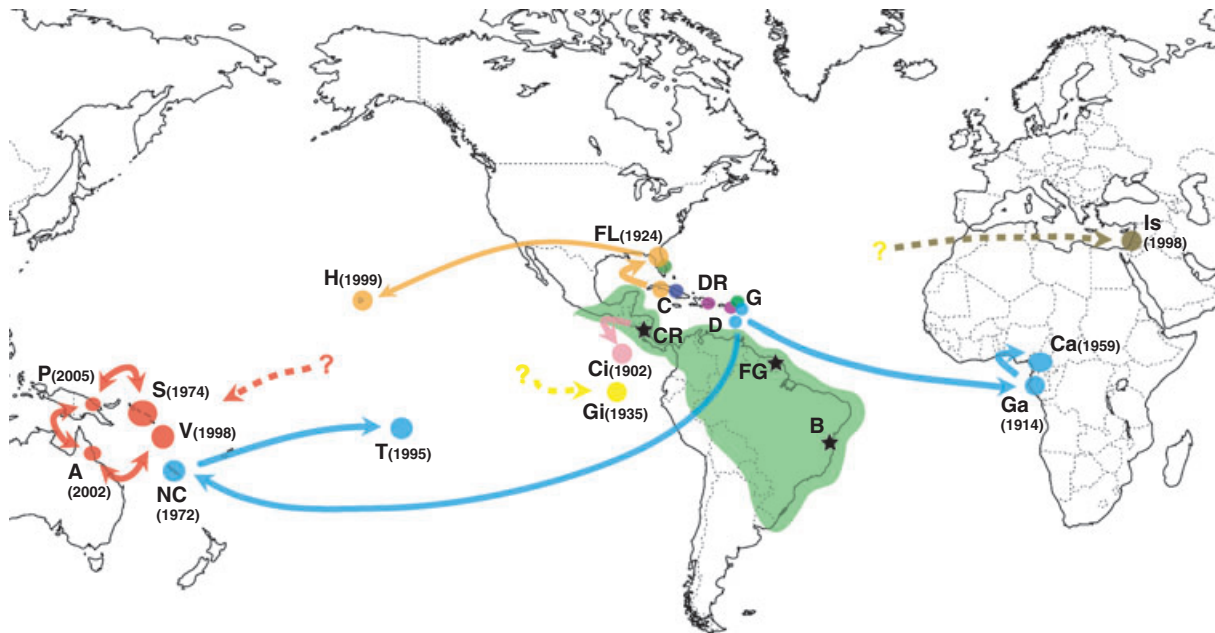 FL(1924)
Is
(1998)
?
H(1999)
DR
G
C
D
CR
Ca(1959)
P(2005)
?
S(1974)
Ci(1902)
FG
?
Gi(1935)
Ga
(1914)
V(1998)
T(1995)
B
A
(2002)
NC
(1972)